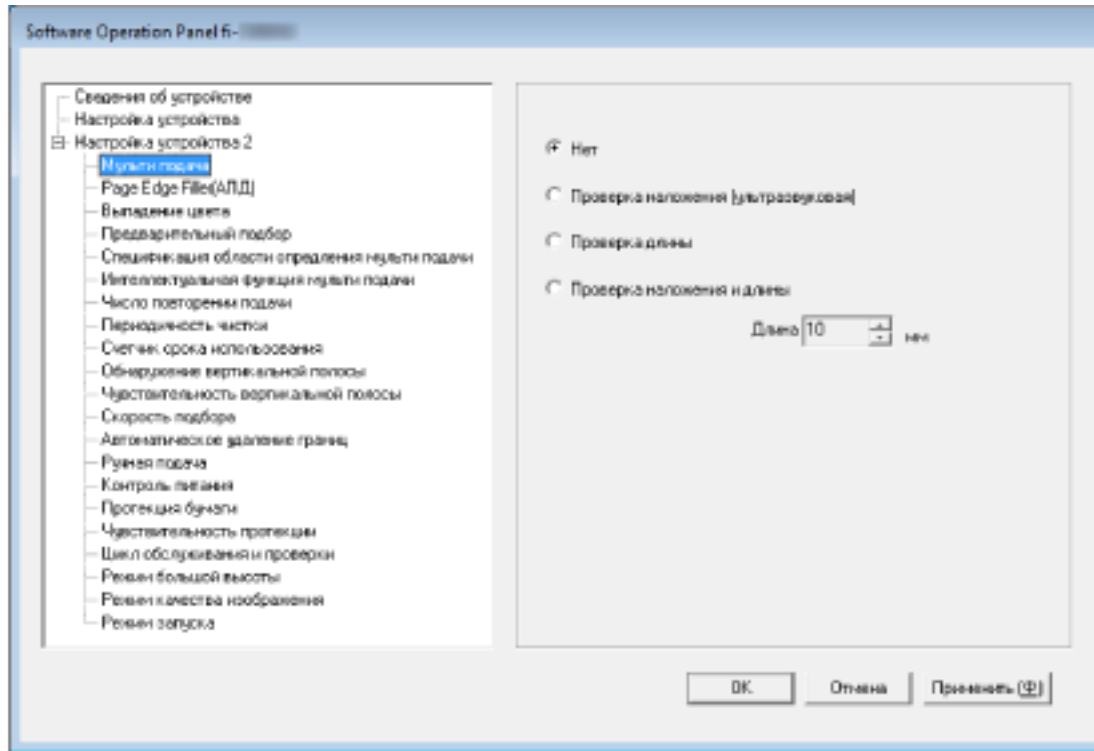 Software Operation Panel fi-
Сведения об устройстве
Настройка устройства
Настройка устройства 2
Мульти подача
Page Edge Filler(АПД)
Выпадение цвета
Предварительный подбор
Спецификация области опредления мульти подачи
Интеллектуальная функция мульти подачи
Число повторении подачи
Периодичность чистки
Счетчик срока использования
Обнаружение вертикальной полосы
Чувствительность вертикальной полосы
Скорость подбора
Автоматическое удаление границ
Ручная подача
Контроль питания
Протекция бумаги
Чувствительность протекции
Цикл обслуживания и проверки
Режим большой высоты
Режим качества изображения
Режим запуска
Нет
Проверка наложения [ультразвуковая]
Проверка длины
Проверка наложения и длины
Длина 10 мм
OK
Отмена
Применить (Ф)